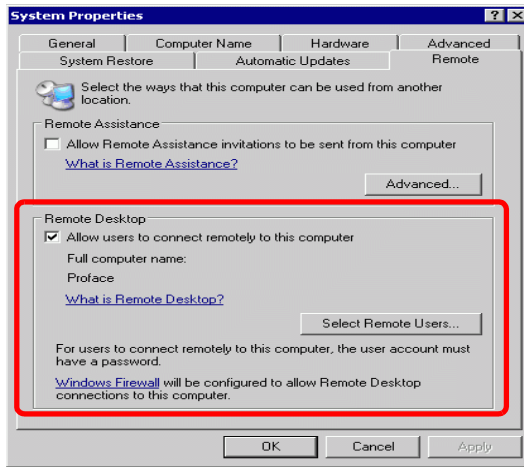 System Properties
General Computer Name Hardware Advanced
System Restore Automatic Updates Remote
Select the ways that this computer can be used from another
location.
Remote Assistance
Allow Remote Assistance invitations to be sent from this computer
What is Remote Assistance?
Advanced...
Remote Desktop
Allow users to connect remotely to this computer
Full computer name:
Proface
What is Remote Desktop?
Select Remote Users...
For users to connect remotely to this computer, the user account must
have a password.
Windows Firewall will be configured to allow Remote Desktop
connections to this computer.
OK Cancel Apply